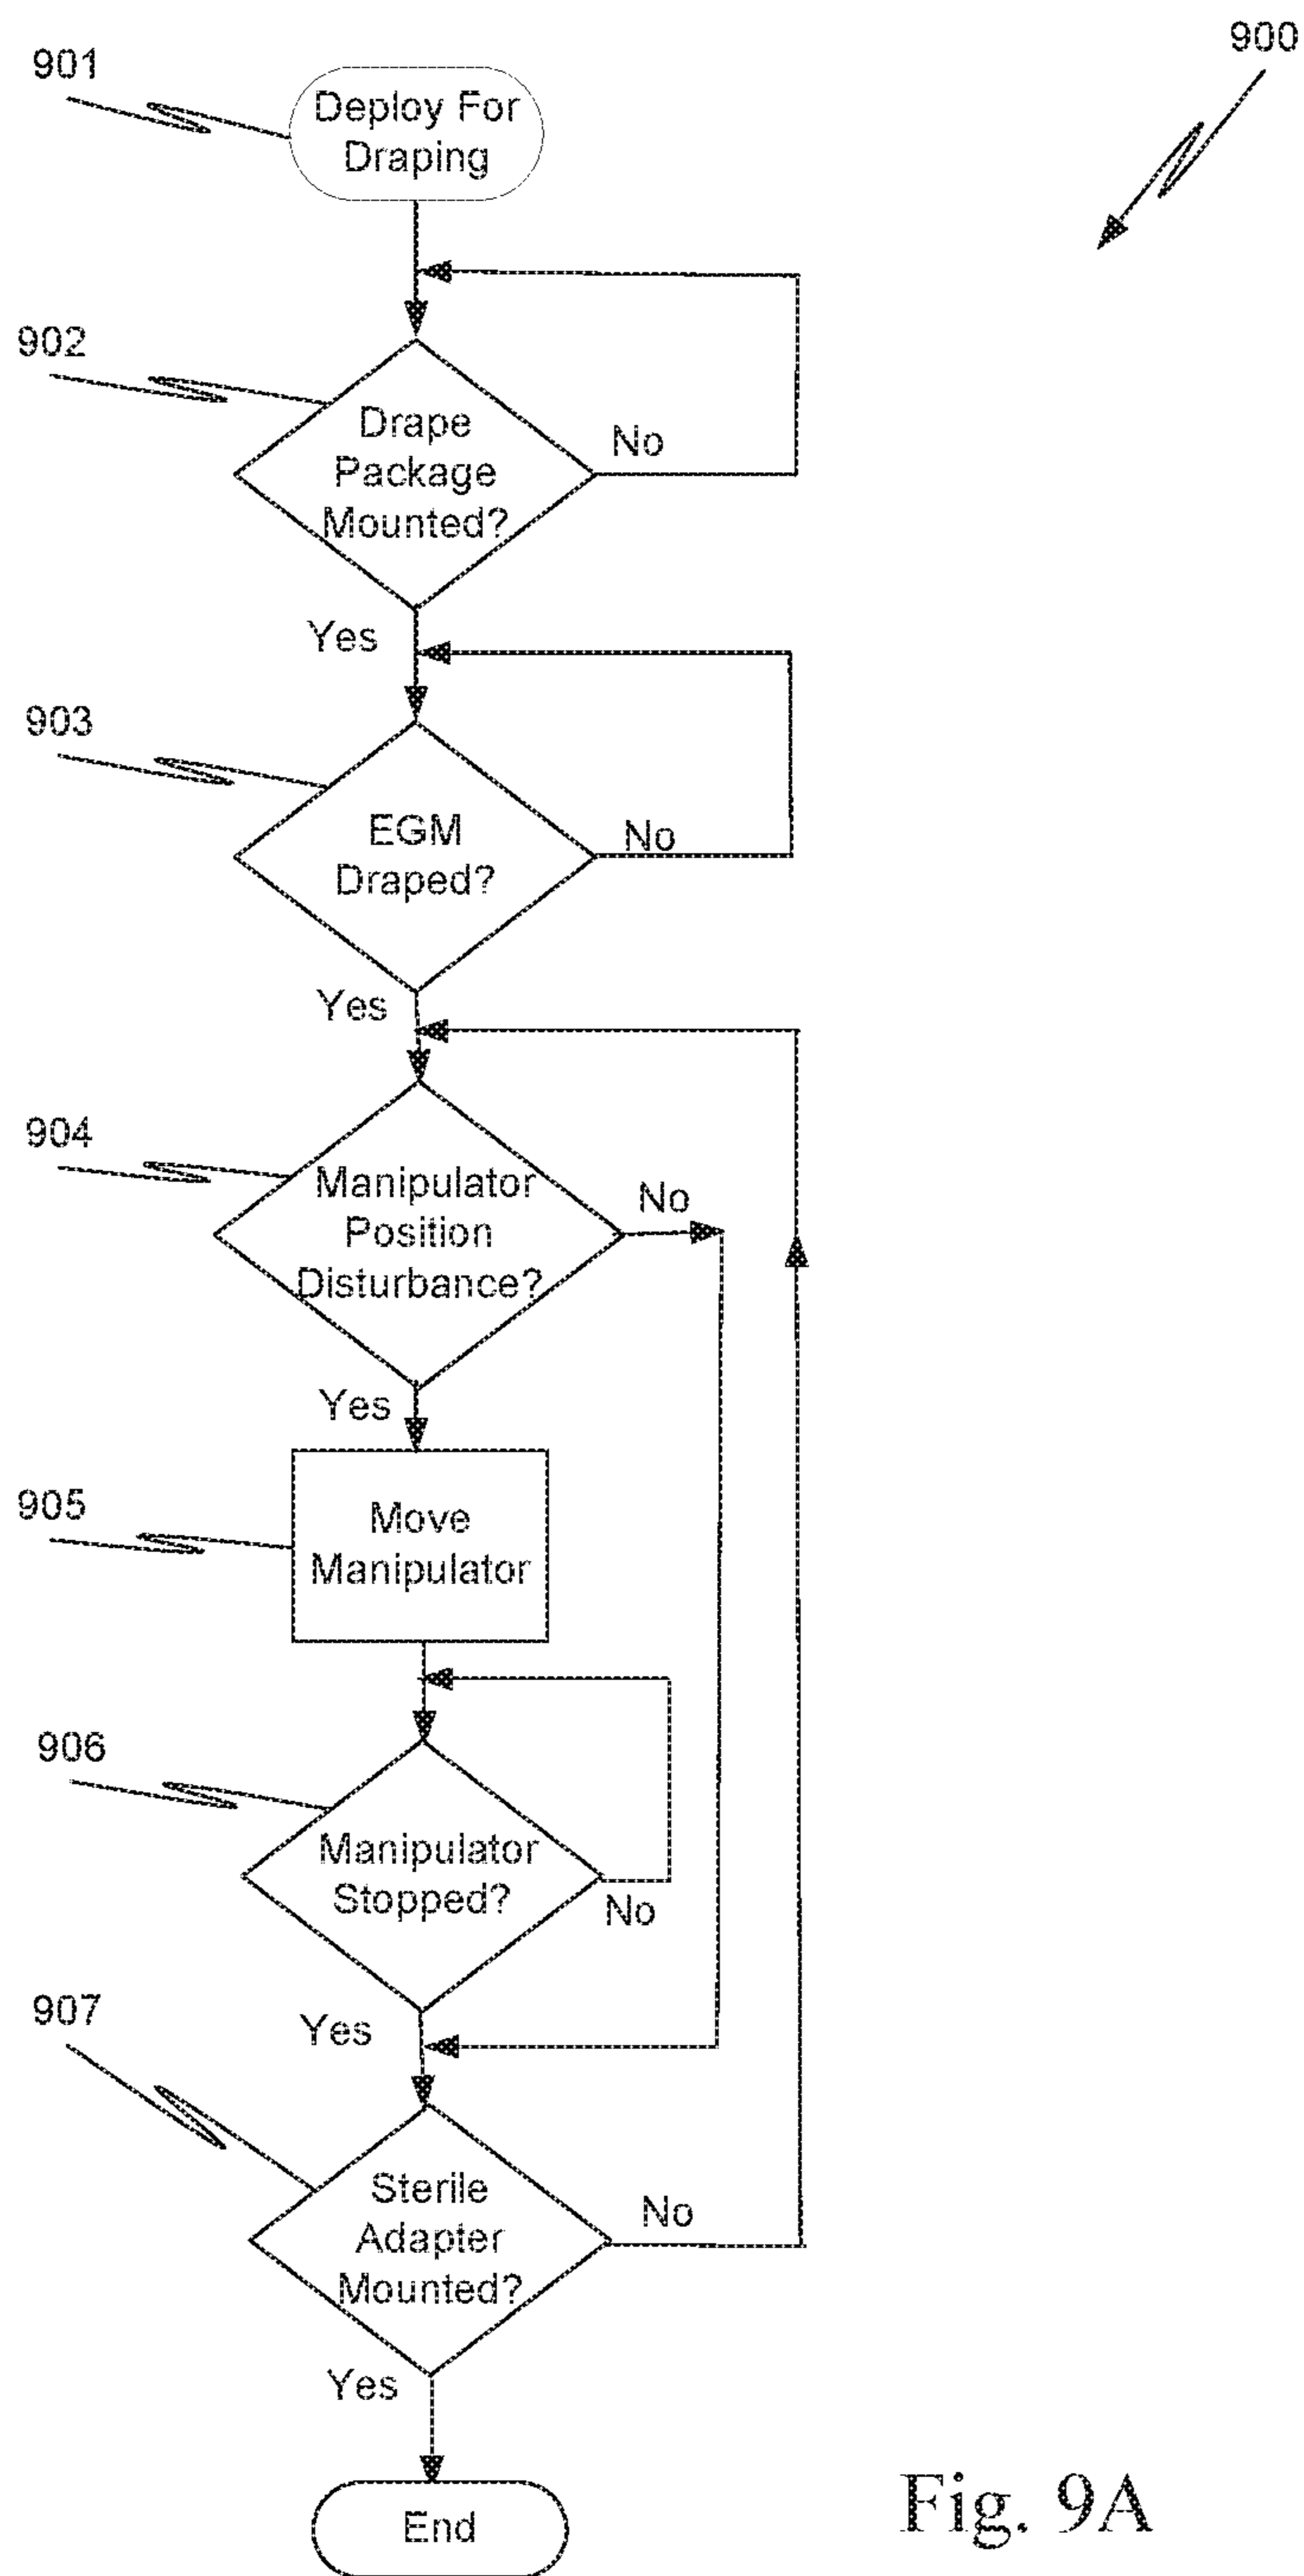 900
901
Deploy For
Draping
902
Drape
Package
Mounted?
No
Yes
903
EGM
Draped?
No
Yes
904
Manipulator
Position
Disturbance?
No
Yes
905
Move
Manipulator
906
Manipulator
Stopped?
No
Yes
907
Sterile
Adapter
Mounted?
No
Yes
End
Fig. 9A